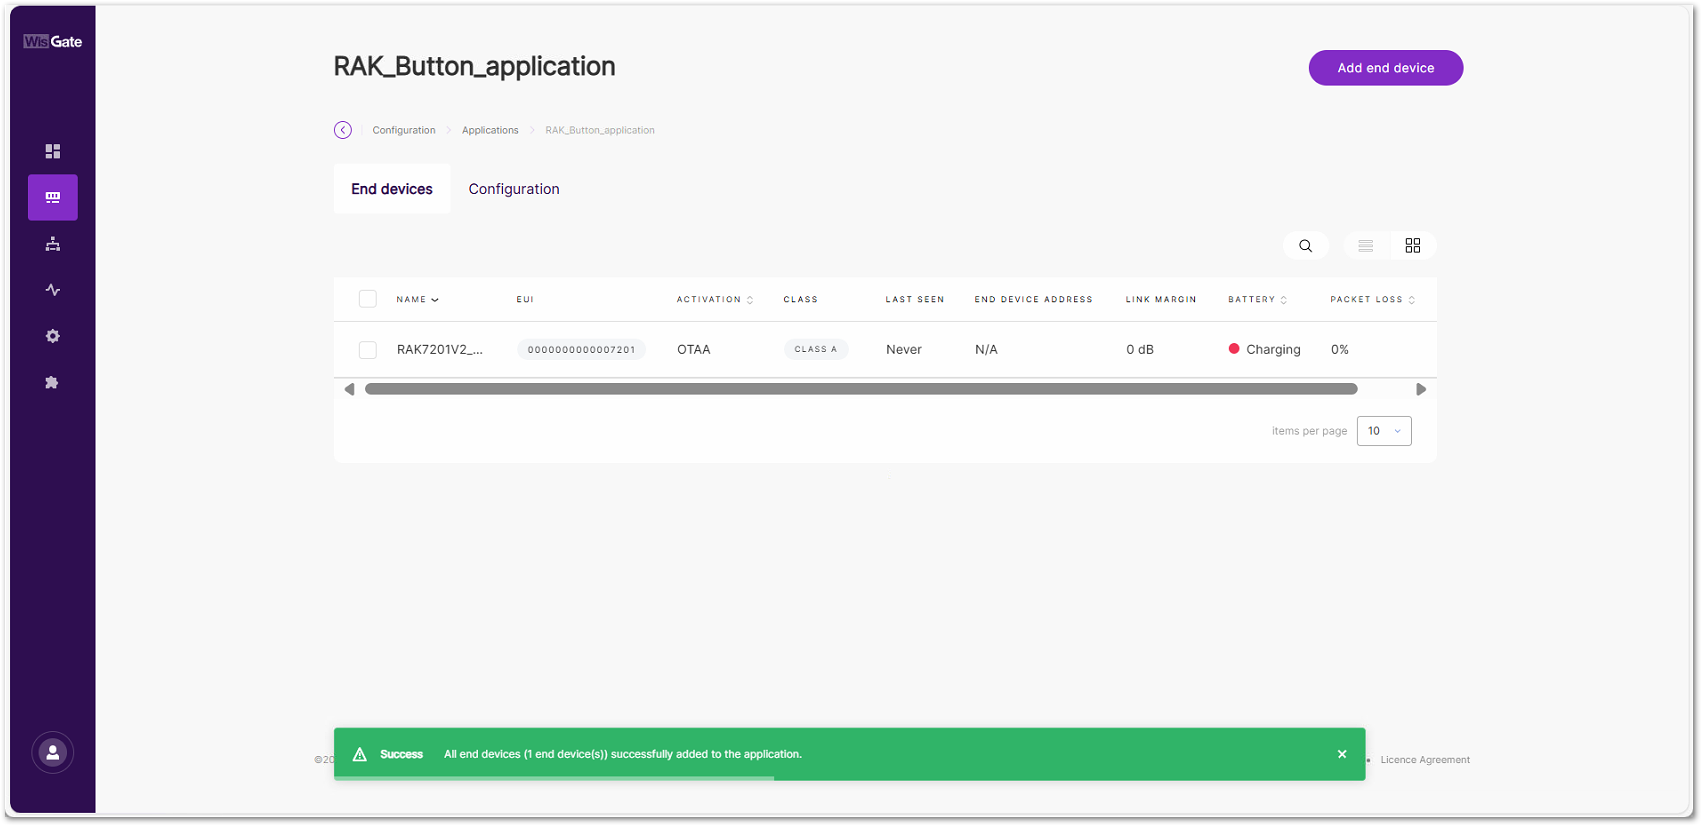 WisGate
RAK_Button_application
Add end device
Configuration
Applications
RAK_Button_application
End devices
Configuration
NAME
EUI
ACTIVATION
CLASS
LAST SEEN
END DEVICE ADDRESS
LINK MARGIN
BATTERY
PACKET LOSS
RAK7201V2_...
0000000000007201
OTAA
CLASS A
Never
N/A
0 dB
Charging
0%
items per page
10
Success
All end devices (1 end device(s)) successfully added to the application.
©20
• Licence Agreement